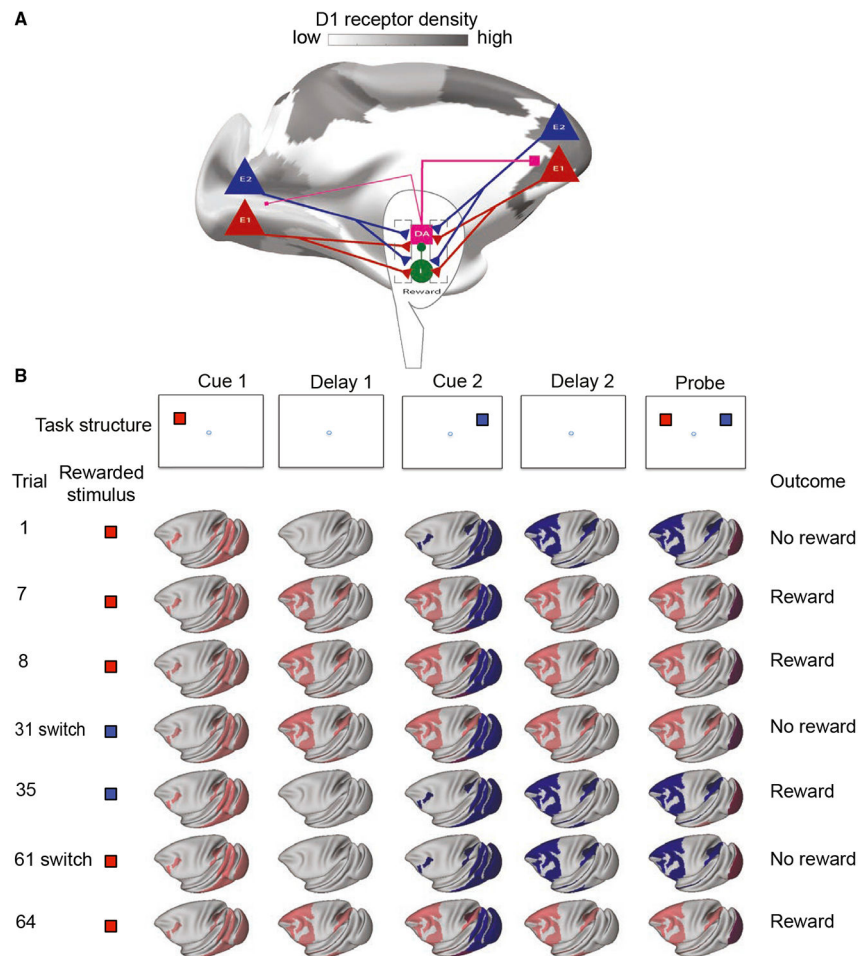 A
D1 receptor density
low high
E2
E1
E2
E1
DA
Reward
B
Cue 1 Delay 1 Cue 2 Delay 2 Probe
Task structure
Trial Rewarded stimulus Outcome
1 No reward
7 Reward
8 Reward
31 switch No reward
35 Reward
61 switch No reward
64 Reward